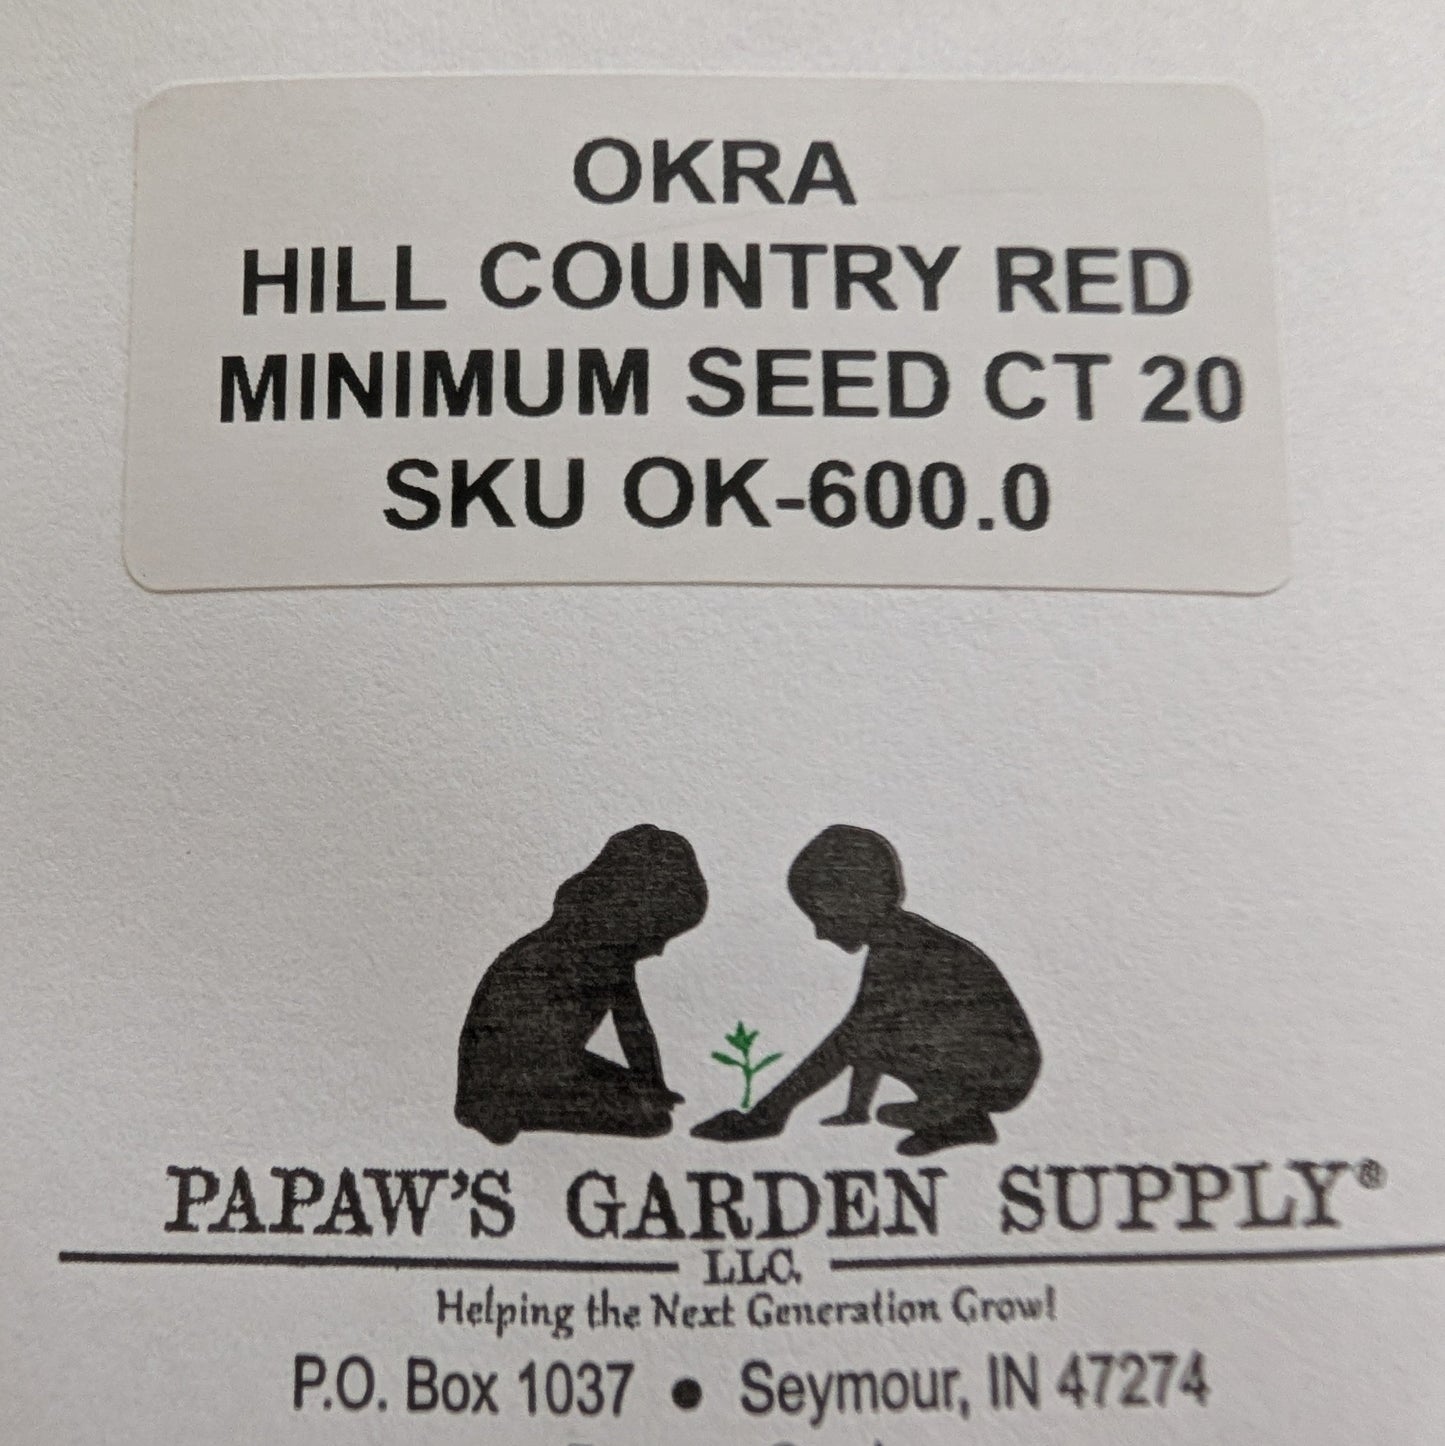 OKRA
HILL COUNTRY RED
MINIMUM SEED CT 20
SKU OK-600.0
PAPAW'S GARDEN SUPPLY®
LLC.
Helping the Next Generation Grow!
P.O. Box 1037 • Seymour, IN 47274